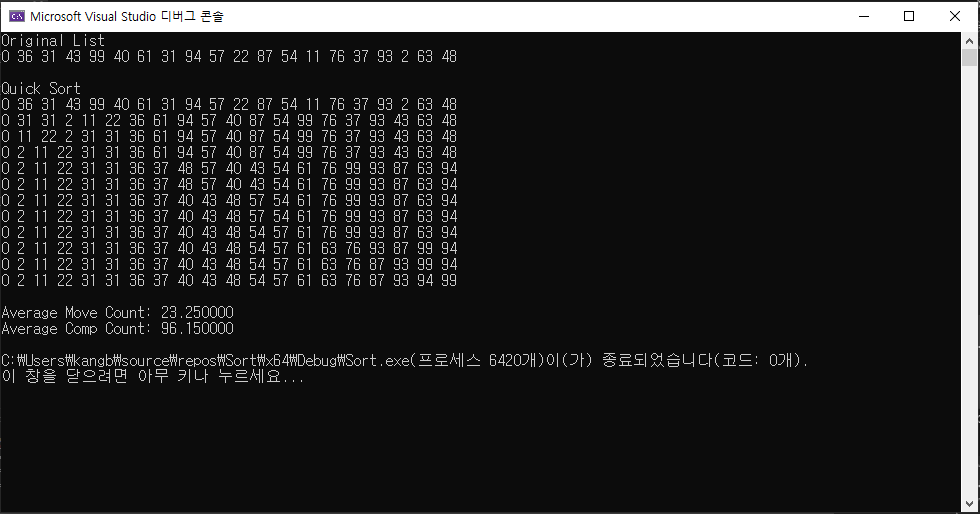 Microsoft Visual Studio 디버그 콘솔
Original List
0 36 31 43 99 40 61 31 94 57 22 87 54 11 76 37 93 2 63 48
Quick Sort
0 36 31 43 99 40 61 31 94 57 22 87 54 11 76 37 93 2 63 48
0 31 31 2 11 22 36 61 94 57 40 87 54 99 76 37 93 43 63 48
0 11 22 2 31 31 36 61 94 57 40 87 54 99 76 37 93 43 63 48
0 2 11 22 31 31 36 61 94 57 40 87 54 99 76 37 93 43 63 48
0 2 11 22 31 31 36 37 48 57 40 43 54 61 76 99 93 87 63 94
0 2 11 22 31 31 36 37 48 57 40 43 54 61 76 99 93 87 63 94
0 2 11 22 31 31 36 37 40 43 48 57 54 61 76 99 93 87 63 94
0 2 11 22 31 31 36 37 40 43 48 57 54 61 76 99 93 87 63 94
0 2 11 22 31 31 36 37 40 43 48 54 57 61 76 99 93 87 63 94
0 2 11 22 31 31 36 37 40 43 48 54 57 61 63 76 93 87 99 94
0 2 11 22 31 31 36 37 40 43 48 54 57 61 63 76 87 93 99 94
0 2 11 22 31 31 36 37 40 43 48 54 57 61 63 76 87 93 94 99
Average Move Count: 23.250000
Average Comp Count: 96.150000
C:₩Users₩kangb₩source₩repos₩Sort₩x64₩Debug₩Sort.exe(프로세스 6420개)이(가) 종료되었습니다(코드: 0개).
이 창을 닫으려면 아무 키나 누르세요...